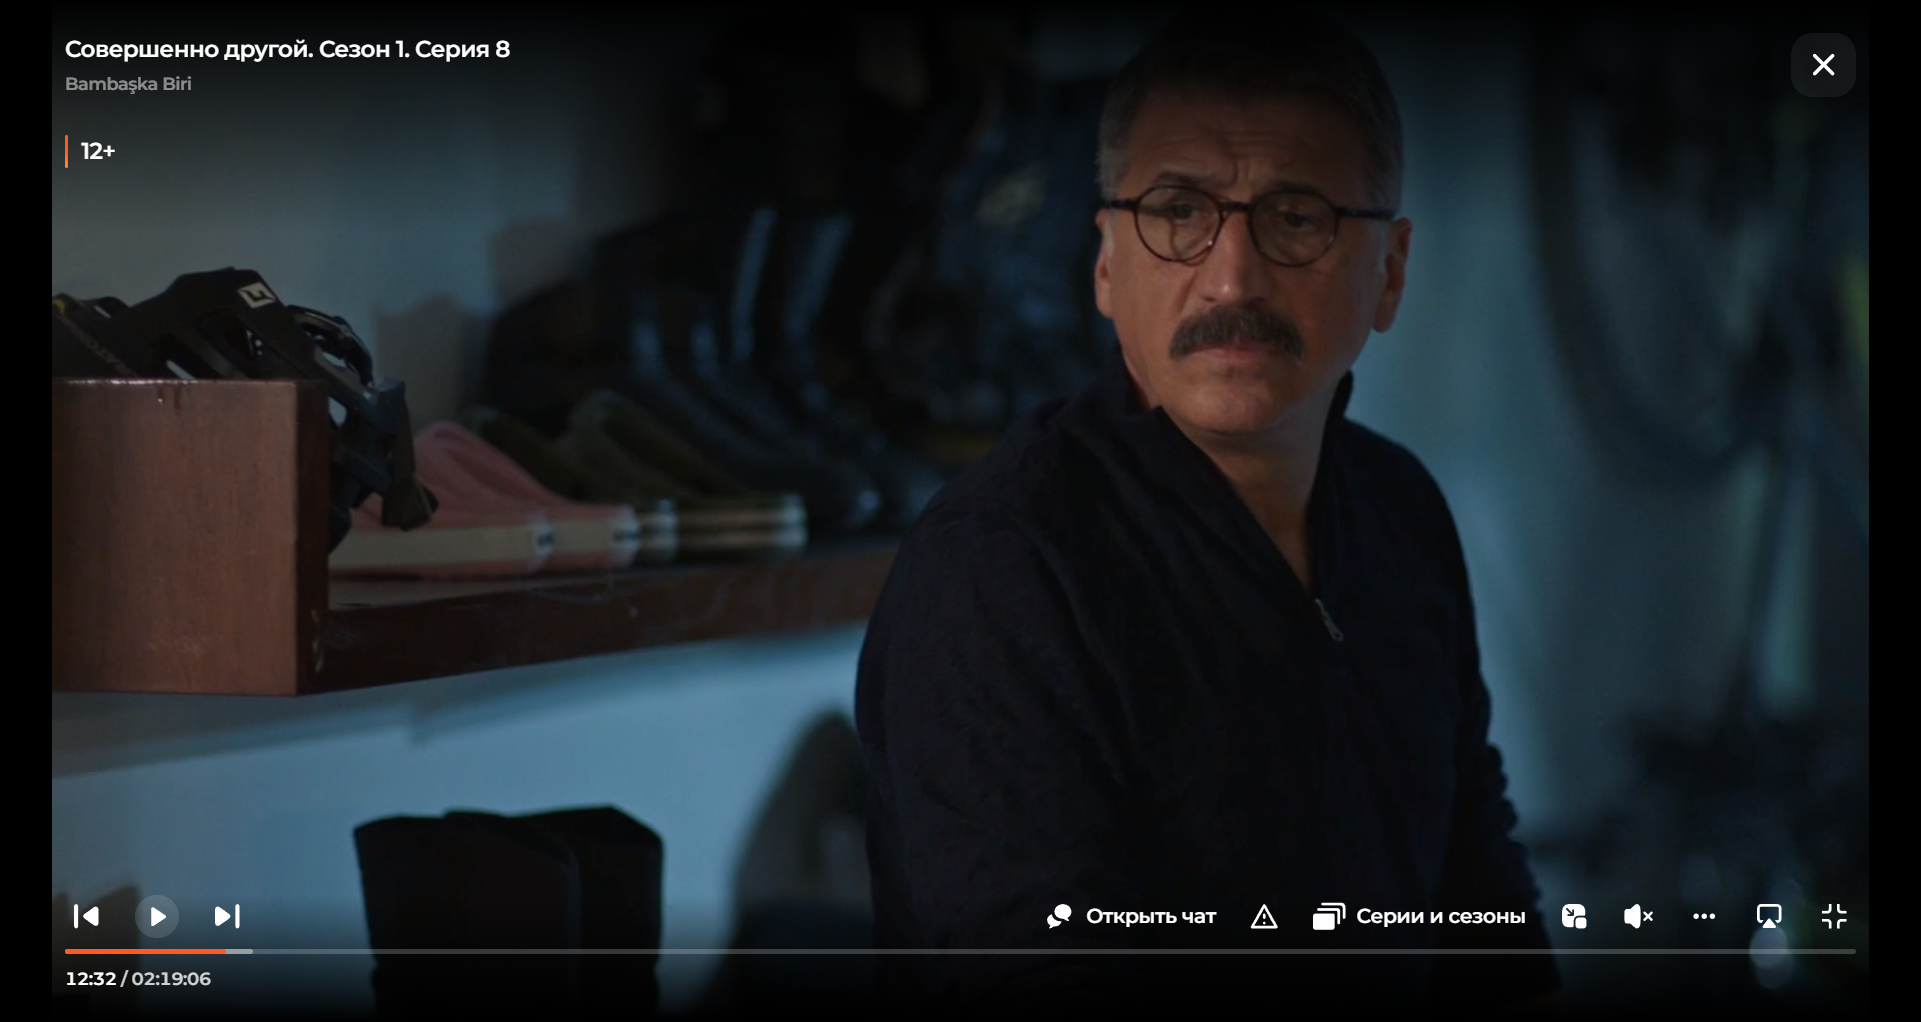 Совершенно другой. Сезон 1. Серия 8
Bambaşka Biri
12+
Открыть чат
Серии и сезоны
12:32 / 02:19:06